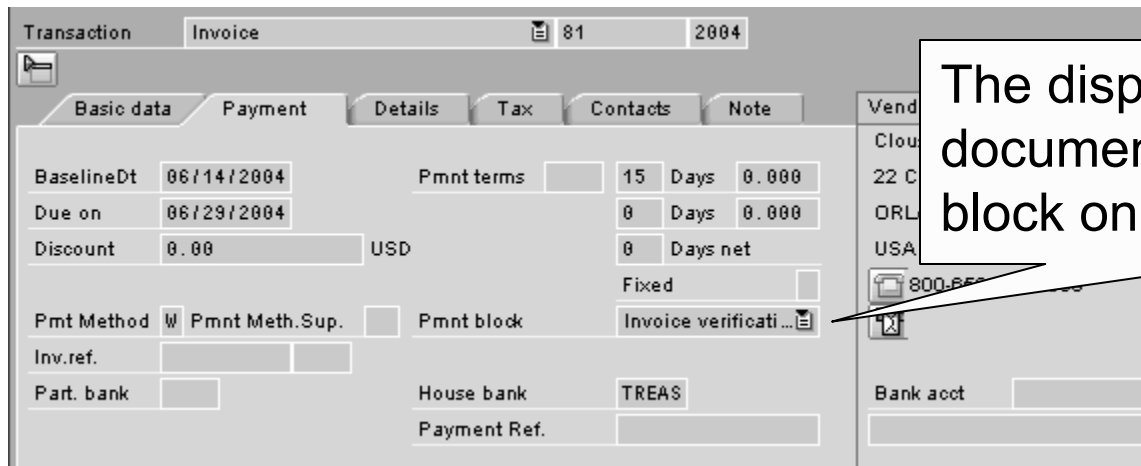 Transaction Invoice 81 2004
Basic data Payment Details Tax Contacts Note
BaselineDt 06/14/2004 Pmnt terms 15 Days 0.000
Due on 06/29/2004 0 Days 0.000
Discount 0.00 USD 0 Days net
Fixed
Pmt Method W Pmnt Meth.Sup. Pmnt block Invoice verificati...
Inv.ref.
Part. bank House bank TREAS
Payment Ref.
Vend
Clou
22 C
ORL
USA
Bank acct
The disp
documen
block on